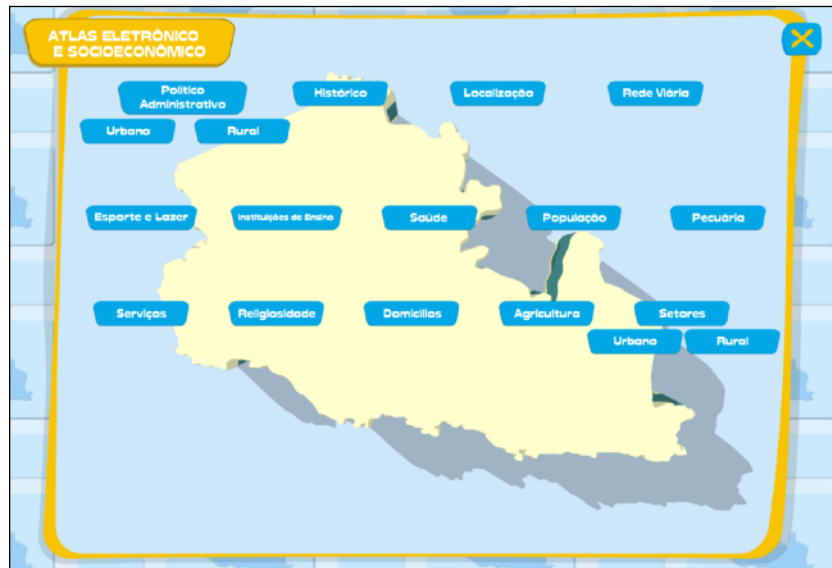 ATLAS ELETRÔNICO
E SOCIOECONÔMICO
Político
Administrativo
Histórico
Localização
Rede Viária
Urbano
Rural
Esporte e Lazer
Instituições de Ensino
Saúde
População
Pecuária
Serviços
Religiosidade
Domicílios
Agricultura
Setores
Urbano
Rural